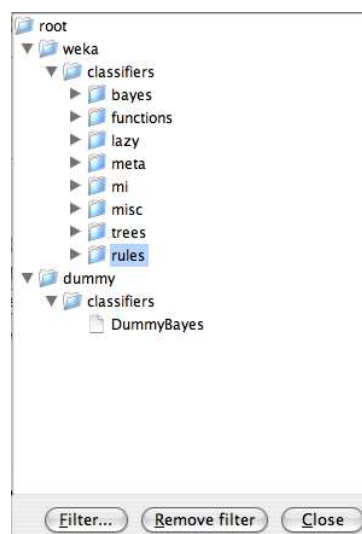 root
weka
classifiers
bayes
functions
lazy
meta
mi
misc
trees
rules
dummy
classifiers
DummyBayes
Filter... Remove filter Close